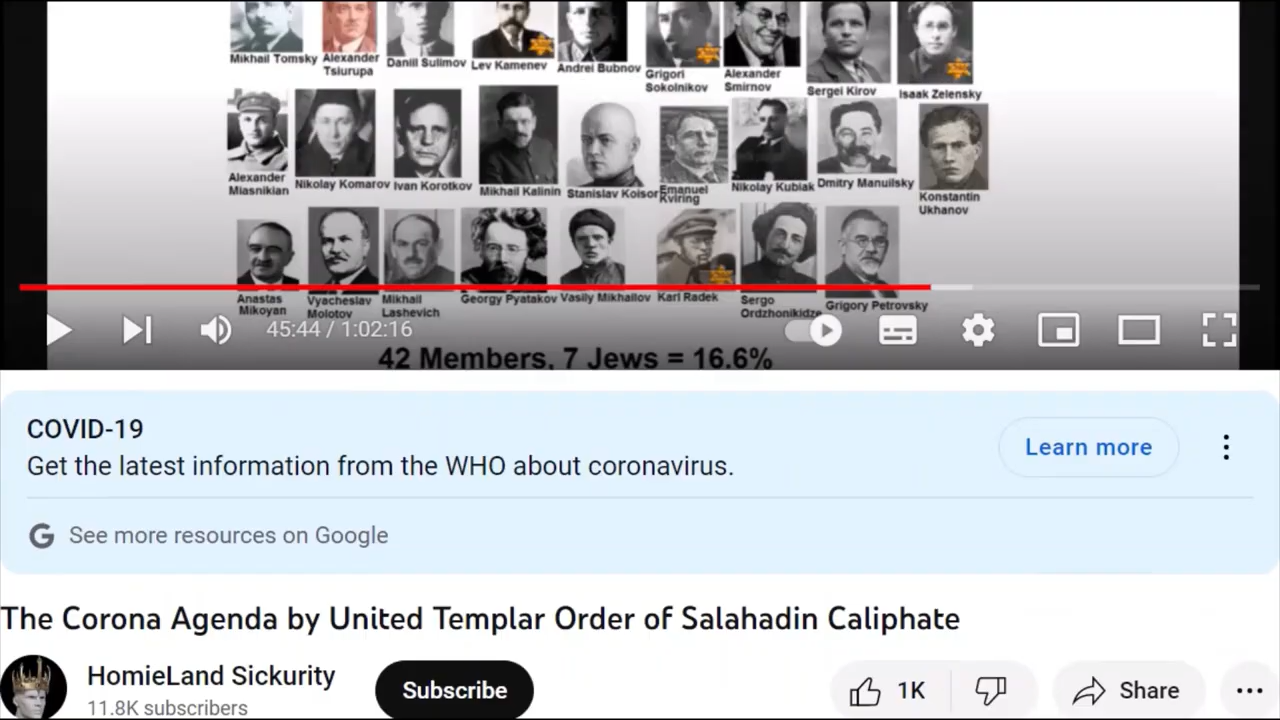 Mikhail Tomsky Alexander Tsiurupa Daniil Sulimov Lev Kamenev Andrei Bubnov Grigori Sokolnikov Alexander Smirnov Sergei Kirov Isaak Zelensky
Alexander Miasnikian Nikolay Komarov Ivan Korotkov Mikhail Kalinin Stanislav Koisor Emanuel Kviring Nikolay Kubiak Dmitry Manuilsky Konstantin Ukhanov
Anastas Mikoyan Vyacheslav Molotov Mikhail Lashevich Georgy Pyatakov Vasily Mikhailov Karl Radek Sergo Ordzhonikidze Grigory Petrovsky
45:44 / 1:02:16
42 Members, 7 Jews = 16.6%
COVID-19
Get the latest information from the WHO about coronavirus.
Learn more
G See more resources on Google
The Corona Agenda by United Templar Order of Salahadin Caliphate
HomieLand Sickurity
11.8K subscribers
Subscribe
1K
Share